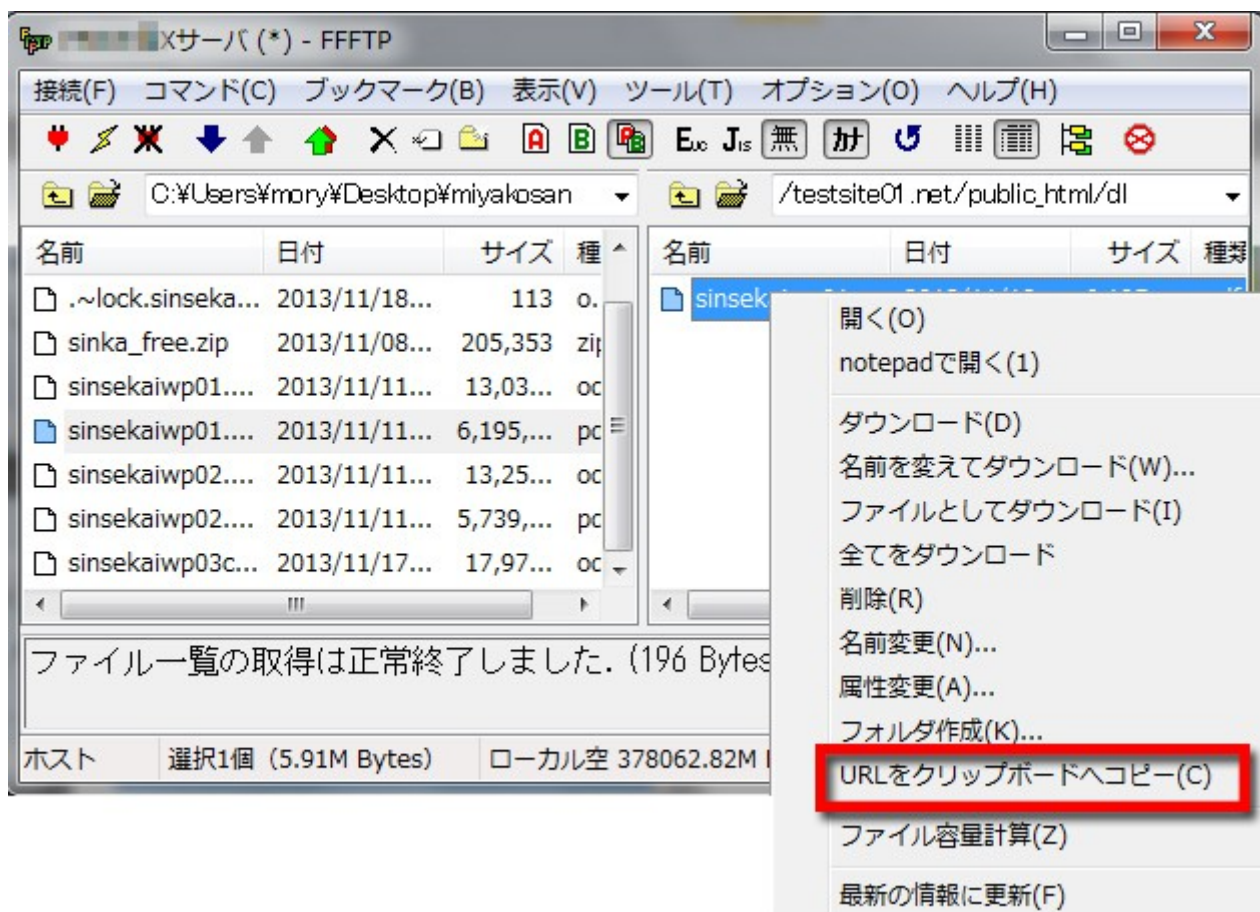 Xサーバ (*) - FFFTP
接続(F) コマンド(C) ブックマーク(B) 表示(V) ツール(T) オプション(O) ヘルプ(H)
A B Euc JIS 無 カナ
C:¥Users¥mory¥Desktop¥miyakosan
/testsite01.net/public_html/dl
名前 日付 サイズ 種
.~lock.sinseka... 2013/11/18... 113 o.
sinka_free.zip 2013/11/08... 205,353 zip
sinsekaiwp01.... 2013/11/11... 13,03... oc
sinsekaiwp01.... 2013/11/11... 6,195,... pc
sinsekaiwp02.... 2013/11/11... 13,25... oc
sinsekaiwp02.... 2013/11/11... 5,739,... pc
sinsekaiwp03c... 2013/11/17... 17,97... oc
名前 日付 サイズ 種類
sinsek
開く(O)
notepadで開く(1)
ダウンロード(D)
名前を変えてダウンロード(W)...
ファイルとしてダウンロード(I)
全てをダウンロード
削除(R)
名前変更(N)...
属性変更(A)...
フォルダ作成(K)...
URLをクリップボードへコピー(C)
ファイル容量計算(Z)
最新の情報に更新(F)
ファイル一覧の取得は正常終了しました. (196 Bytes
ホスト 選択1個 (5.91M Bytes) ローカル空 378062.82M